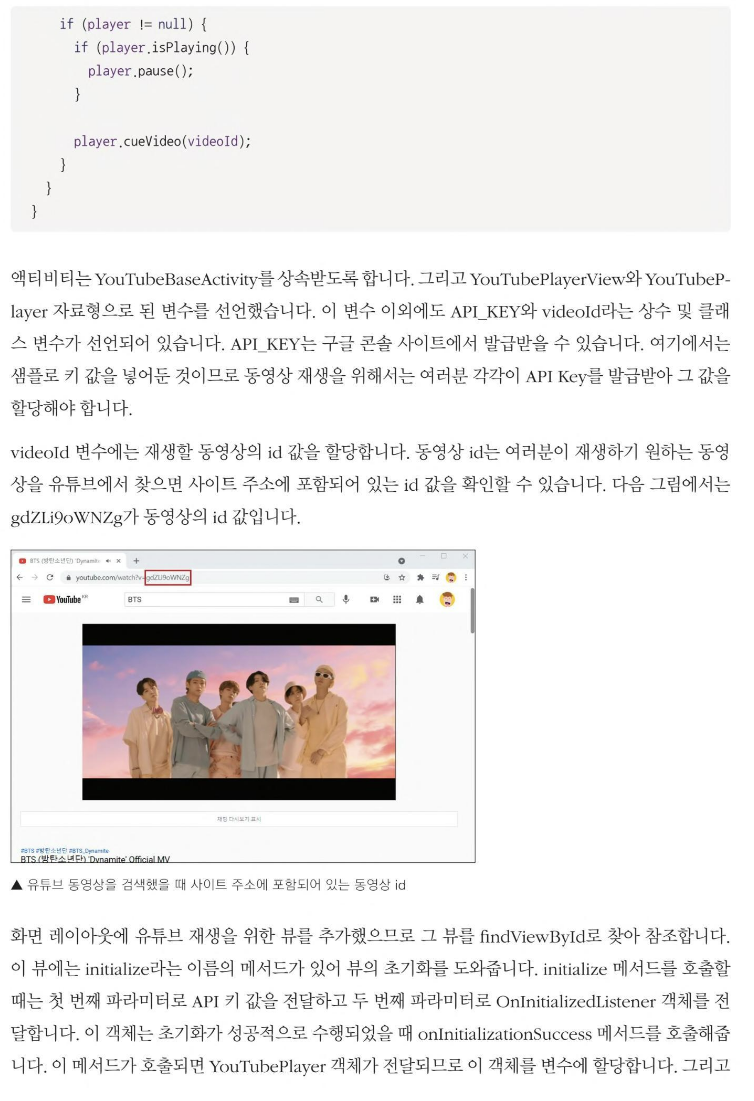 if (player != null) {
if (player.isPlaying()) {
player.pause();
}
player.cueVideo(videoId);
}
}
}
액티비티는 YouTubeBaseActivity를 상속받도록 합니다. 그리고 YouTubePlayerView와 YouTubeP-
layer 자료형으로 된 변수를 선언했습니다. 이 변수 이외에도 API_KEY와 videoId라는 상수 및 클래
스 변수가 선언되어 있습니다. API_KEY는 구글 콘솔 사이트에서 발급받을 수 있습니다. 여기에서는
샘플로 키 값을 넣어둔 것이므로 동영상 재생을 위해서는 여러분 각각이 API Key를 발급받아 그 값을
할당해야 합니다.
videoId 변수에는 재생할 동영상의 id 값을 할당합니다. 동영상 id는 여러분이 재생하기 원하는 동영
상을 유튜브에서 찾으면 사이트 주소에 포함되어 있는 id 값을 확인할 수 있습니다. 다음 그림에서는
gdZLi9oWNZg가 동영상의 id 값입니다.
BTS (방탄소년단) 'Dynamite
youtube.com/watch?v=gdZLi9oWNZg
YouTube KR
BTS
채팅 다시보기 표시
#BTS #방탄소년단 #BTS_Dynamite
BTS (방탄소년단) 'Dynamite' Official MV
▲ 유튜브 동영상을 검색했을 때 사이트 주소에 포함되어 있는 동영상 id
화면 레이아웃에 유튜브 재생을 위한 뷰를 추가했으므로 그 뷰를 findViewById로 찾아 참조합니다.
이 뷰에는 initialize라는 이름의 메서드가 있어 뷰의 초기화를 도와줍니다. initialize 메서드를 호출할
때는 첫 번째 파라미터로 API 키 값을 전달하고 두 번째 파라미터로 OnInitializedListener 객체를 전
달합니다. 이 객체는 초기화가 성공적으로 수행되었을 때 onInitializationSuccess 메서드를 호출해줍
니다. 이 메서드가 호출되면 YouTubePlayer 객체가 전달되므로 이 객체를 변수에 할당합니다. 그리고